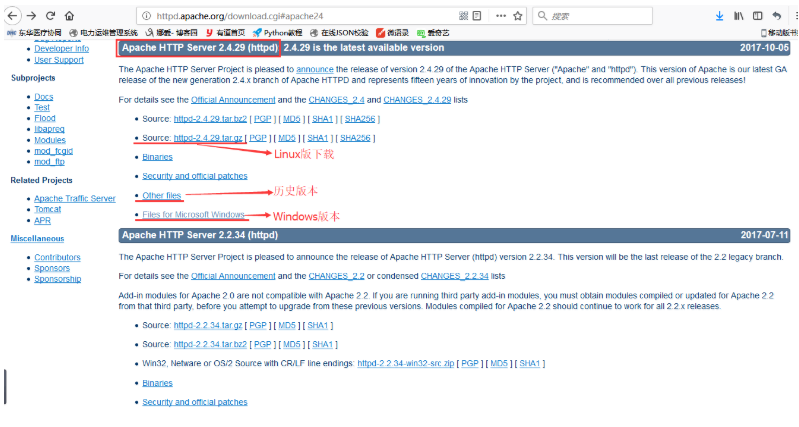 httpd.apache.org/download.cgi#apache24
搜索
东华医疗协同 电力运维管理系统 娜爱- 博客园 有道首页 Python教程 在线JSON校验 微语录 爱奇艺 移动版书
Developer Info
User Support
Subprojects
Docs
Test
Flood
libapreq
Modules
mod_fcgid
mod_ftp
Related Projects
Apache Traffic Server
Tomcat
APR
Miscellaneous
Contributors
Sponsors
Sponsorship
Apache HTTP Server 2.4.29 (httpd): 2.4.29 is the latest available version 2017-10-05
The Apache HTTP Server Project is pleased to announce the release of version 2.4.29 of the Apache HTTP Server ("Apache" and "httpd"). This version of Apache is our latest GA
release of the new generation 2.4.x branch of Apache HTTPD and represents fifteen years of innovation by the project, and is recommended over all previous releases!
For details see the Official Announcement and the CHANGES_2.4 and CHANGES_2.4.29 lists
Source: httpd-2.4.29.tar.bz2 [ PGP ] [ MD5 ] [ SHA1 ] [ SHA256 ]
Source: httpd-2.4.29.tar.gz [ PGP ] [ MD5 ] [ SHA1 ] [ SHA256 ]
Linux版下载
Binaries
Security and official patches
Other files
历史版本
Files for Microsoft Windows
Windows版本
Apache HTTP Server 2.2.34 (httpd) 2017-07-11
The Apache HTTP Server Project is pleased to announce the release of Apache HTTP Server (httpd) version 2.2.34. This version will be the last release of the 2.2 legacy branch.
For details see the Official Announcement and the CHANGES_2.2 or condensed CHANGES_2.2.34 lists
Add-in modules for Apache 2.0 are not compatible with Apache 2.2. If you are running third party add-in modules, you must obtain modules compiled or updated for Apache 2.2
from that third party, before you attempt to upgrade from these previous versions. Modules compiled for Apache 2.2 should continue to work for all 2.2.x releases.
Source: httpd-2.2.34.tar.gz [ PGP ] [ MD5 ] [ SHA1 ]
Source: httpd-2.2.34.tar.bz2 [ PGP ] [ MD5 ] [ SHA1 ]
Win32, Netware or OS/2 Source with CR/LF line endings: httpd-2.2.34-win32-src.zip [ PGP ] [ MD5 ] [ SHA1 ]
Binaries
Security and official patches